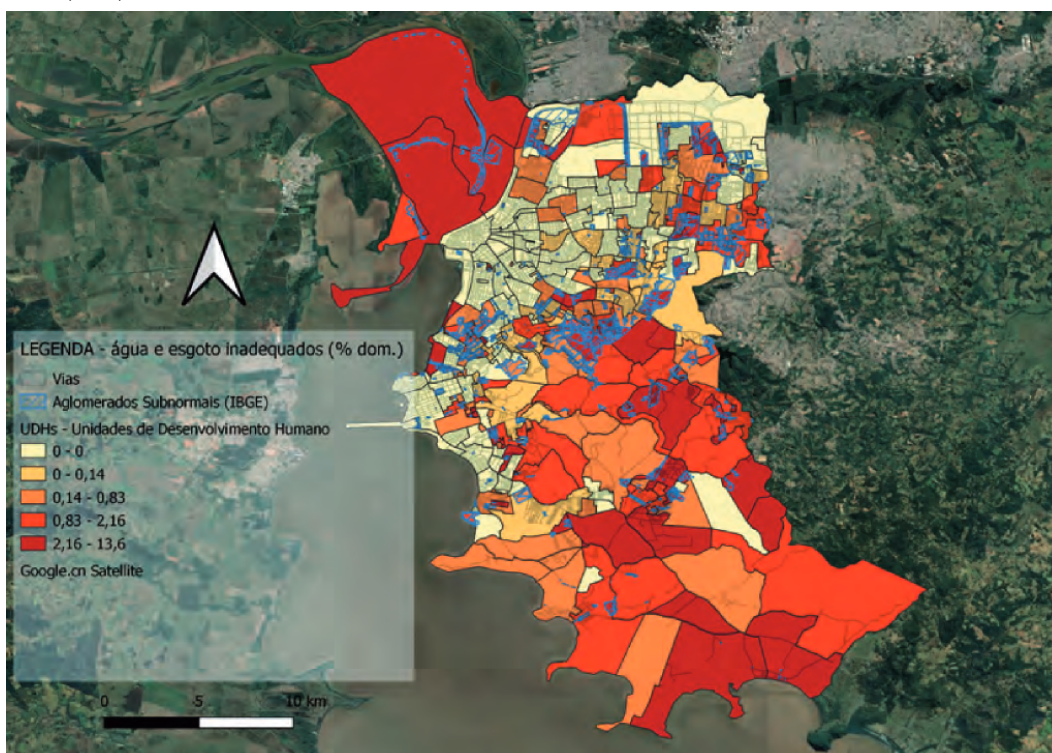 LEGENDA - água e esgoto inadequados (% dom.)
Vias
Aglomerados Subnormais (IBGE)
UDHs - Unidades de Desenvolvimento Humano
0 - 0
0 - 0,14
0,14 - 0,83
0,83 - 2,16
2,16 - 13,6
Google.cn Satellite
0 5 10 km